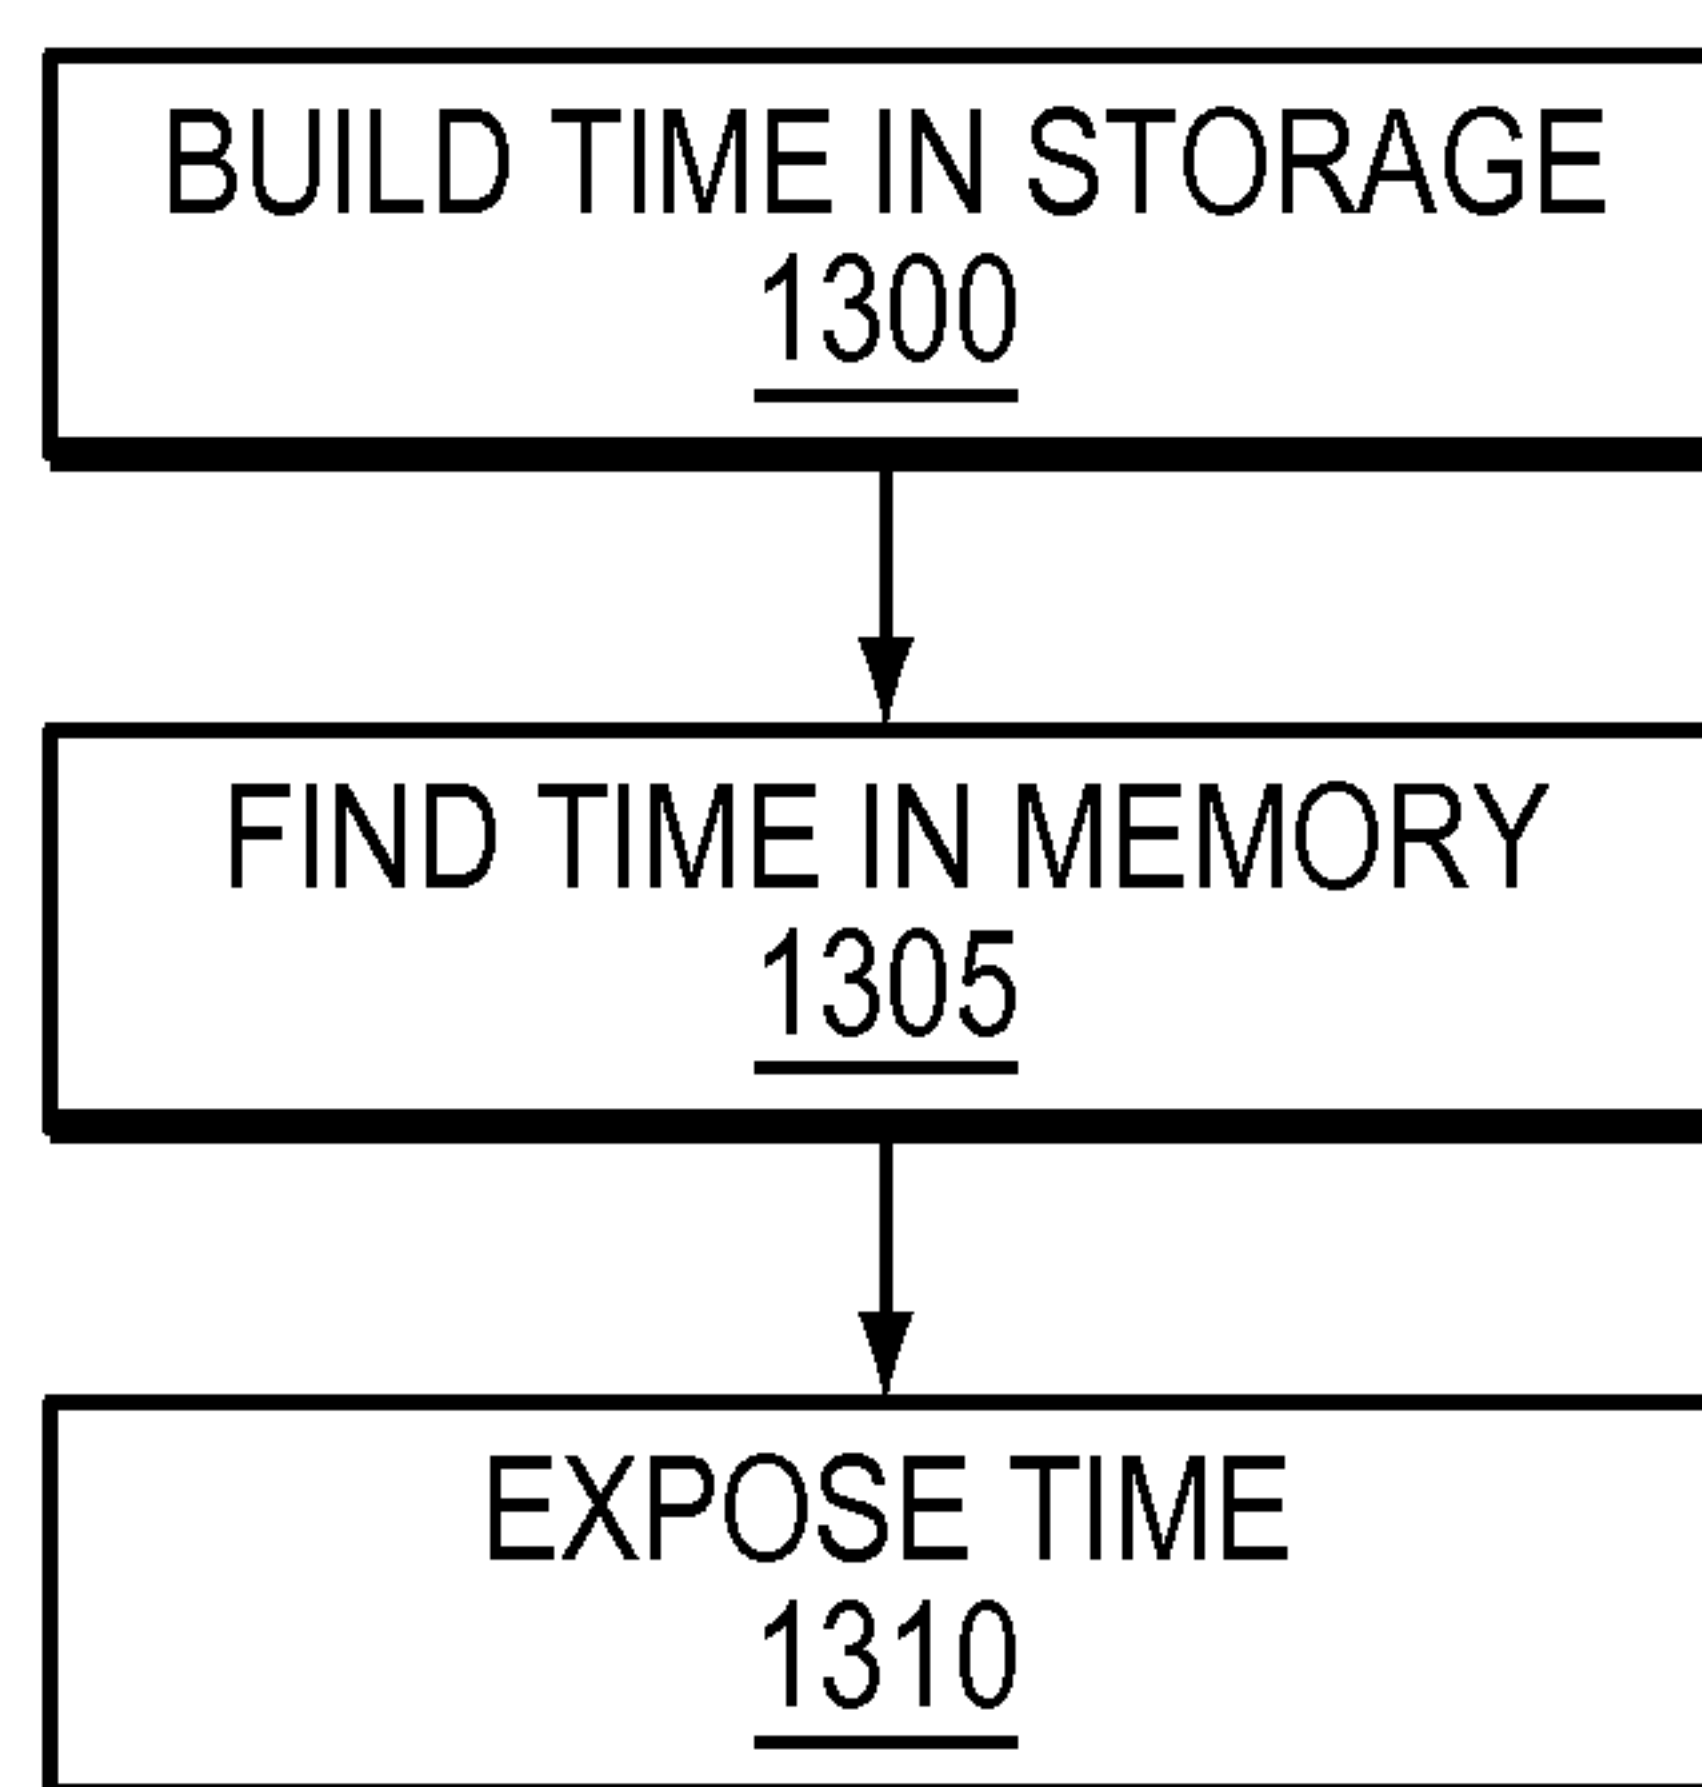 BUILD TIME IN STORAGE
1300
FIND TIME IN MEMORY
1305
EXPOSE TIME
1310